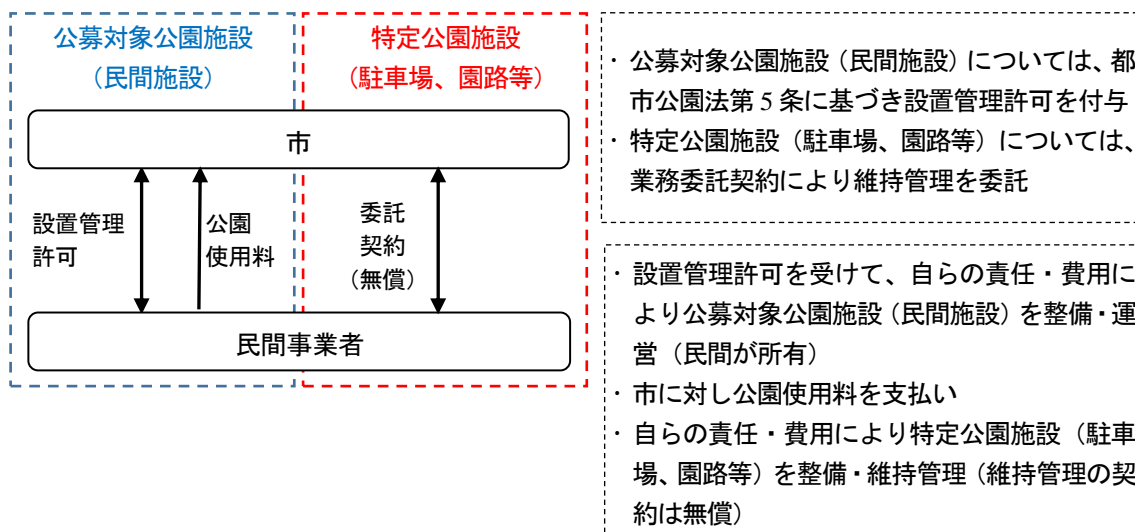 公募対象公園施設
（民間施設）
特定公園施設
（駐車場、園路等）
市
設置管理
許可
公園
使用料
委託
契約
（無償）
民間事業者
・公募対象公園施設（民間施設）については、都
市公園法第5条に基づき設置管理許可を付与
・特定公園施設（駐車場、園路等）については、
業務委託契約により維持管理を委託
・設置管理許可を受けて、自らの責任・費用に
より公募対象公園施設（民間施設）を整備・運
営（民間が所有）
・市に対し公園使用料を支払い
・自らの責任・費用により特定公園施設（駐車
場、園路等）を整備・維持管理（維持管理の契
約は無償）